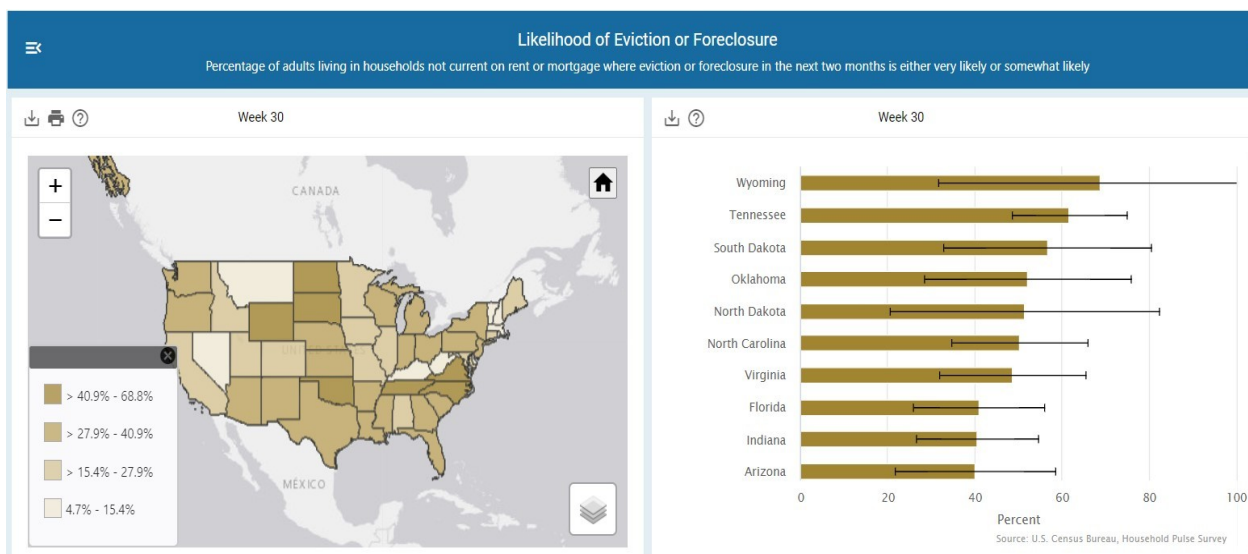 Likelihood of Eviction or Foreclosure
Percentage of adults living in households not current on rent or mortgage where eviction or foreclosure in the next two months is either very likely or somewhat likely
Week 30
+
−
CANADA
MÉXICO
> 40.9% - 68.8%
> 27.9% - 40.9%
> 15.4% - 27.9%
4.7% - 15.4%
Week 30
Wyoming
Tennessee
South Dakota
Oklahoma
North Dakota
North Carolina
Virginia
Florida
Indiana
Arizona
0 20 40 60 80 100
Percent
Source: U.S. Census Bureau, Household Pulse Survey